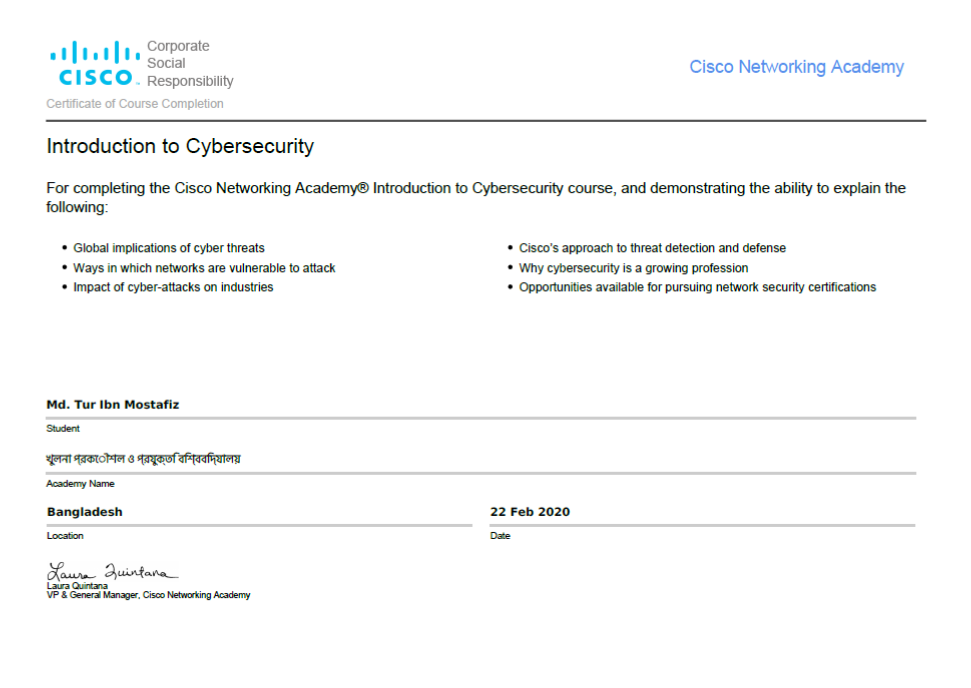 Corporate
Social
Responsibility
CISCO
Cisco Networking Academy
Certificate of Course Completion
Introduction to Cybersecurity
For completing the Cisco Networking Academy® Introduction to Cybersecurity course, and demonstrating the ability to explain the
following:
• Global implications of cyber threats
• Ways in which networks are vulnerable to attack
• Impact of cyber-attacks on industries
• Cisco's approach to threat detection and defense
• Why cybersecurity is a growing profession
• Opportunities available for pursuing network security certifications
Md. Tur Ibn Mostafiz
Student
খুলনা প্রকৌশল ও প্রযুক্তি বিশ্ববিদ্যালয়
Academy Name
Bangladesh
Location
22 Feb 2020
Date
Laura Quintana
Laura Quintana
VP & General Manager, Cisco Networking Academy